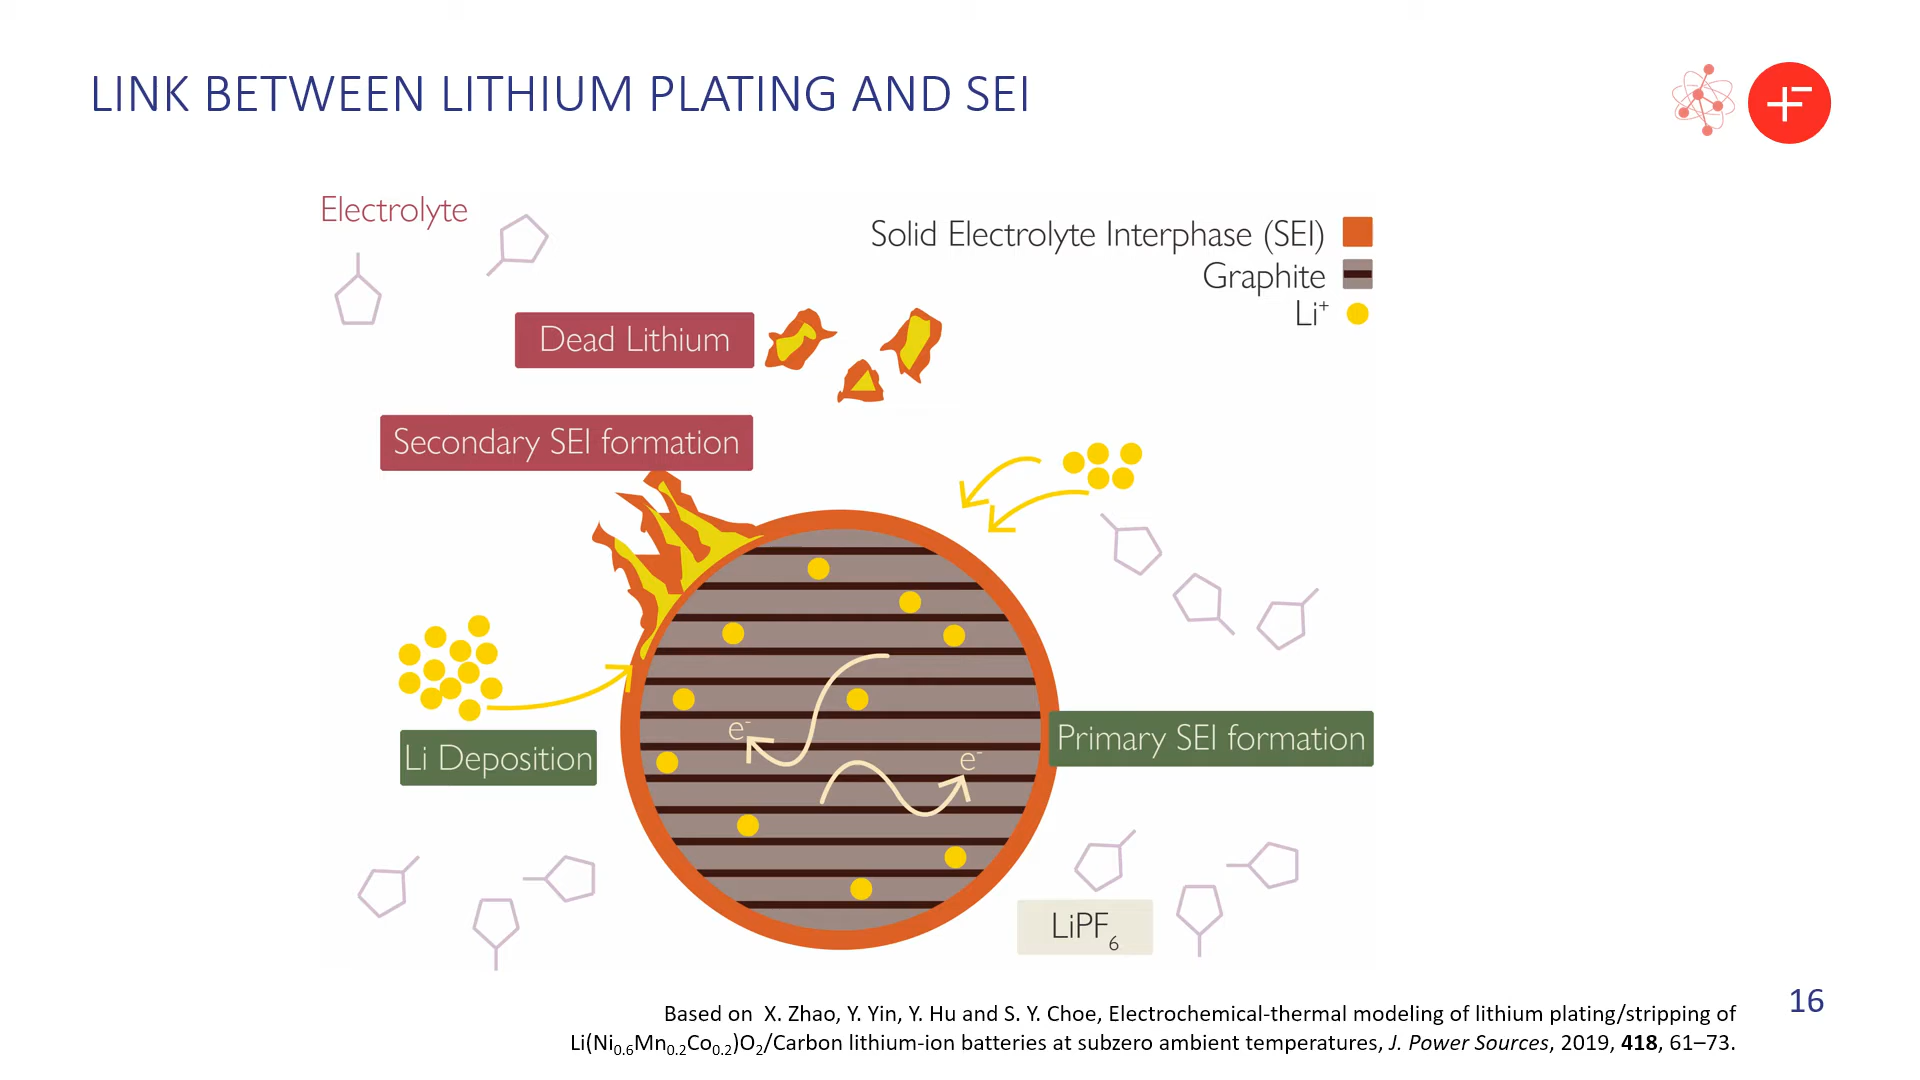 LINK BETWEEN LITHIUM PLATING AND SEI
Electrolyte
Solid Electrolyte Interphase (SEI)
Graphite
Li⁺
Dead Lithium
Secondary SEI formation
e⁻
e⁻
Primary SEI formation
Li Deposition
LiPF₆
Based on X. Zhao, Y. Yin, Y. Hu and S. Y. Choe, Electrochemical-thermal modeling of lithium plating/stripping of
Li(Ni₀.₆Mn₀.₂Co₀.₂)O₂/Carbon lithium-ion batteries at subzero ambient temperatures, J. Power Sources, 2019, 418, 61–73.
16